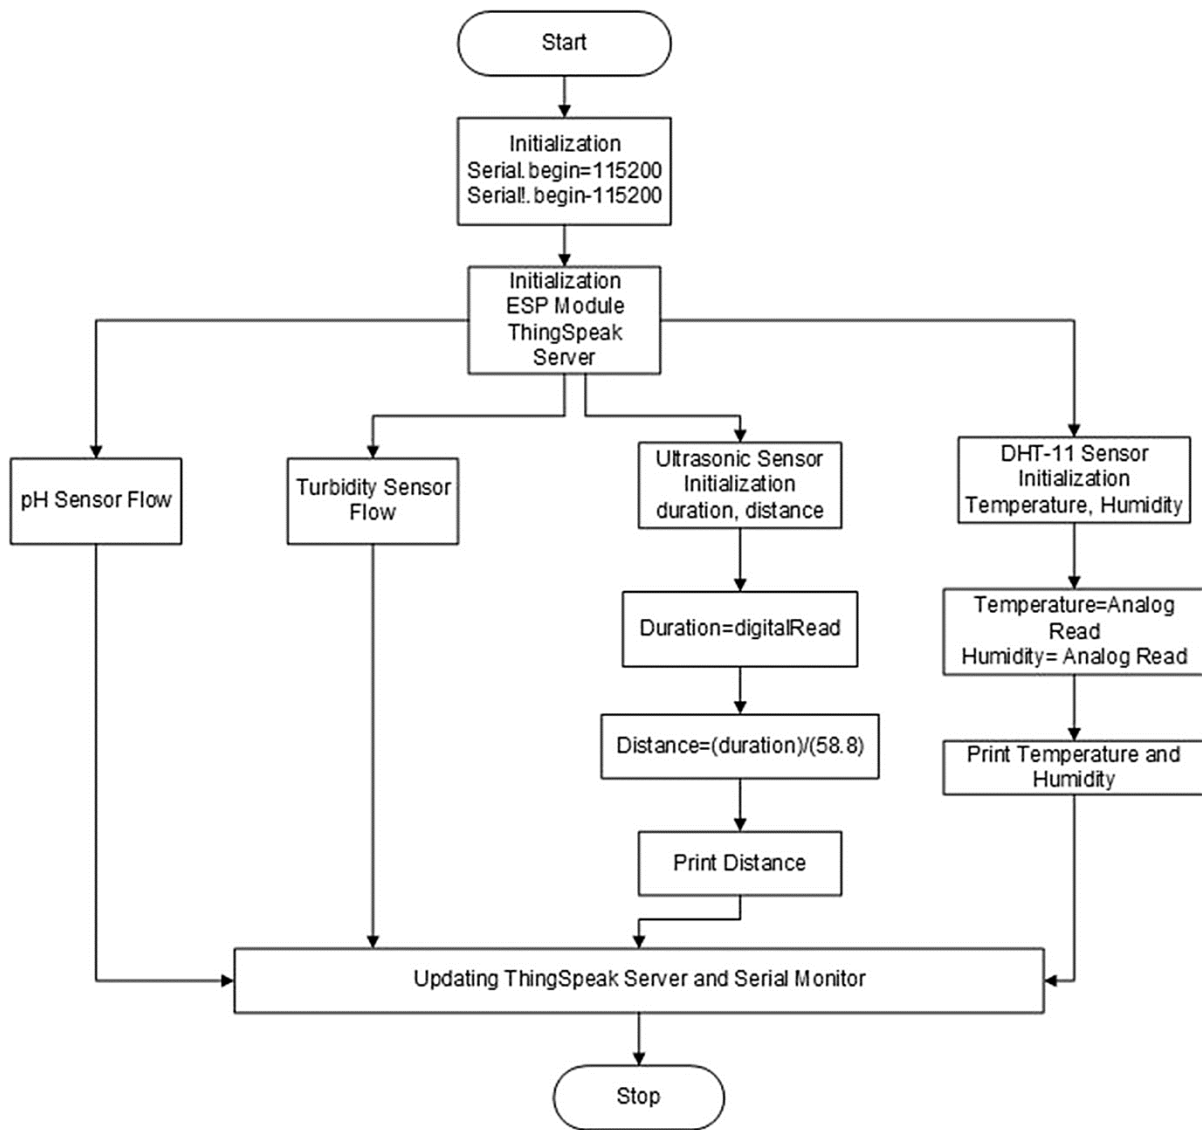 Start
Initialization
Serial.begin=115200
Serial!.begin-115200
Initialization
ESP Module
ThingSpeak
Server
pH Sensor Flow
Turbidity Sensor
Flow
Ultrasonic Sensor
Initialization
duration, distance
DHT-11 Sensor
Initialization
Temperature, Humidity
Duration=digitalRead
Temperature=Analog
Read
Humidity= Analog Read
Distance=(duration)/(58.8)
Print Temperature and
Humidity
Print Distance
Updating ThingSpeak Server and Serial Monitor
Stop